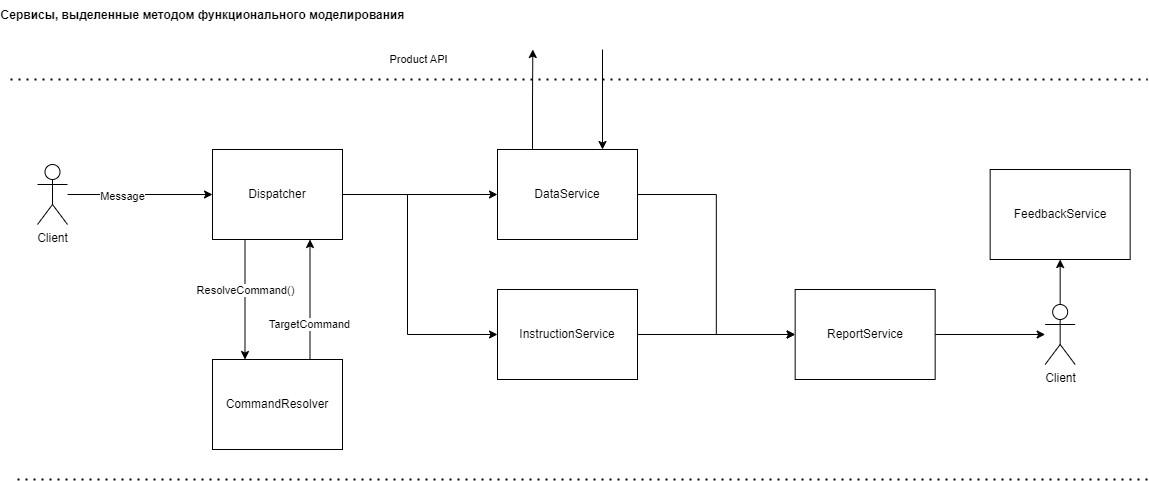 Сервисы, выделенные методом функционального моделирования
Product API
Message
Dispatcher
DataService
FeedbackService
Client
ResolveCommand()
TargetCommand
InstructionService
ReportService
Client
CommandResolver